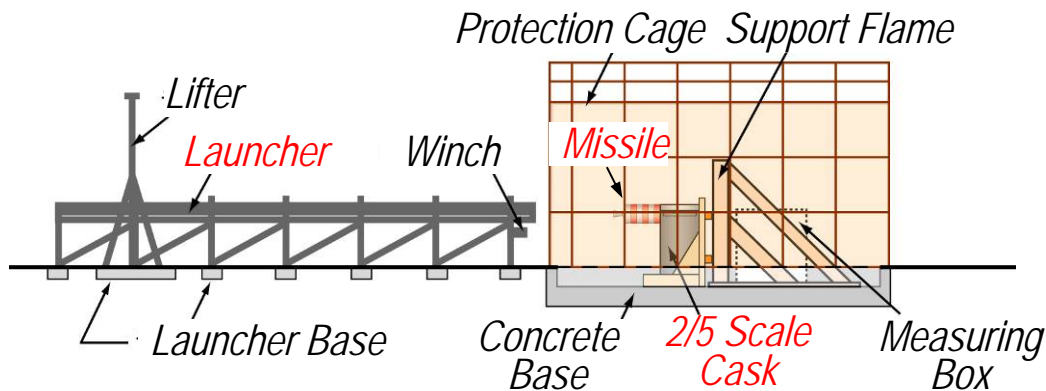 Protection Cage Support Flame
Lifter
Launcher Winch Missile
Launcher Base
Concrete
Base
2/5 Scale
Cask
Measuring
Box